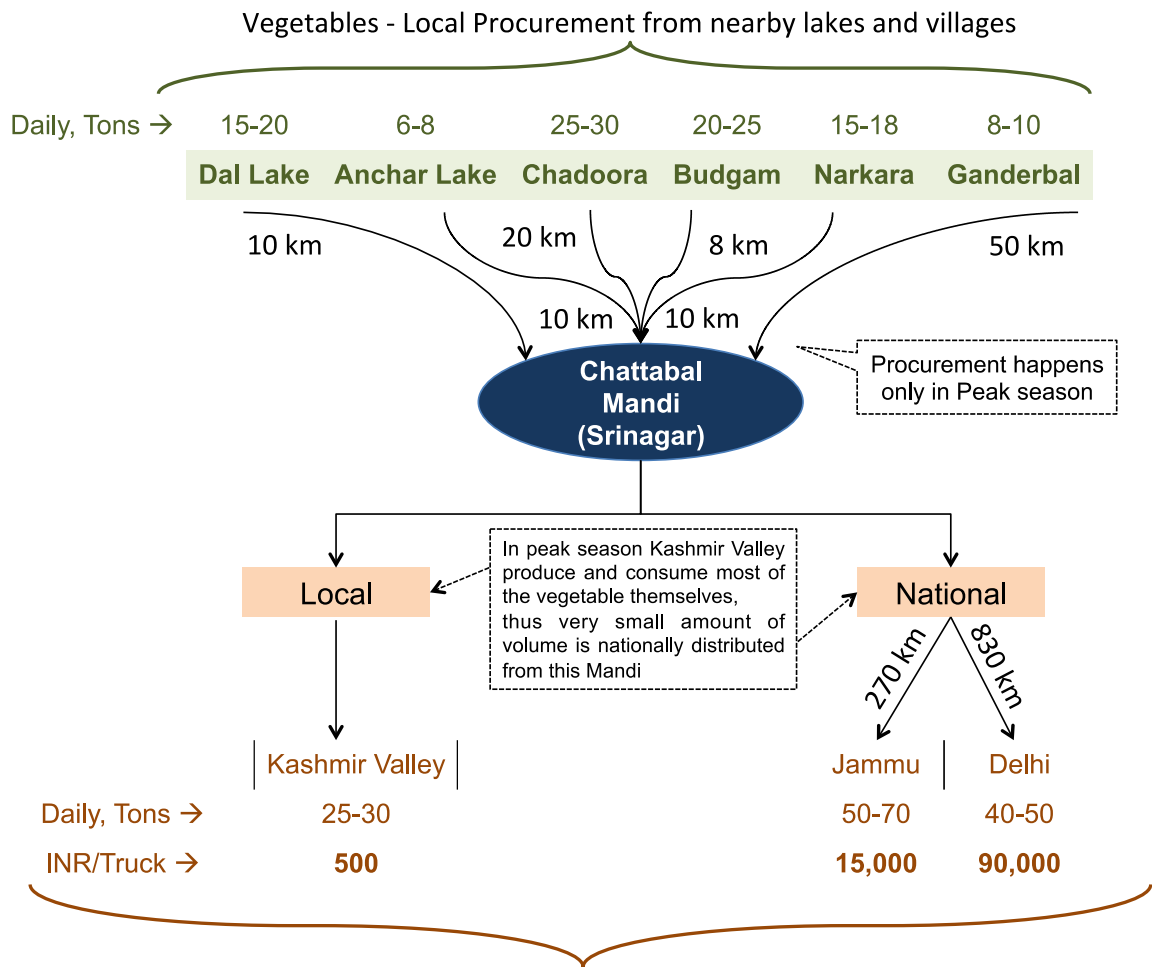 Vegetables - Local Procurement from nearby lakes and villages
Daily, Tons → 15-20 6-8 25-30 20-25 15-18 8-10
Dal Lake Anchar Lake Chadoora Budgam Narkara Ganderbal
10 km 20 km 8 km 50 km
10 km 10 km
Chattabal
Mandi
(Srinagar)
Procurement happens
only in Peak season
In peak season Kashmir Valley
produce and consume most of
the vegetable themselves,
thus very small amount of
volume is nationally distributed
from this Mandi
Local National
270 km 830 km
Kashmir Valley Jammu Delhi
Daily, Tons → 25-30 50-70 40-50
INR/Truck → 500 15,000 90,000